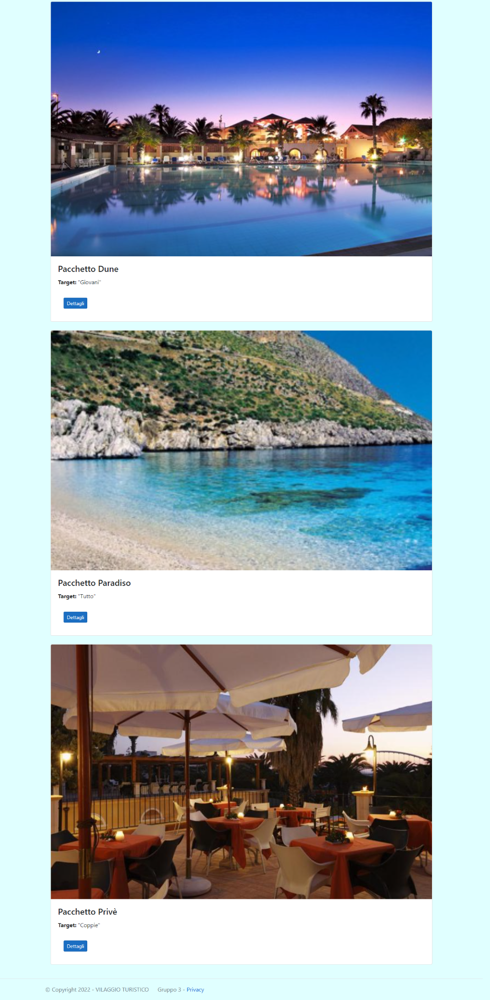 Pacchetto Dune
Target: "Giovani"
Dettagli
Pacchetto Paradiso
Target: "Tutto"
Dettagli
Pacchetto Privè
Target: "Coppie"
Dettagli
© Copyright 2022 - VILAGGIO TURISTICO Gruppo 3 - Privacy